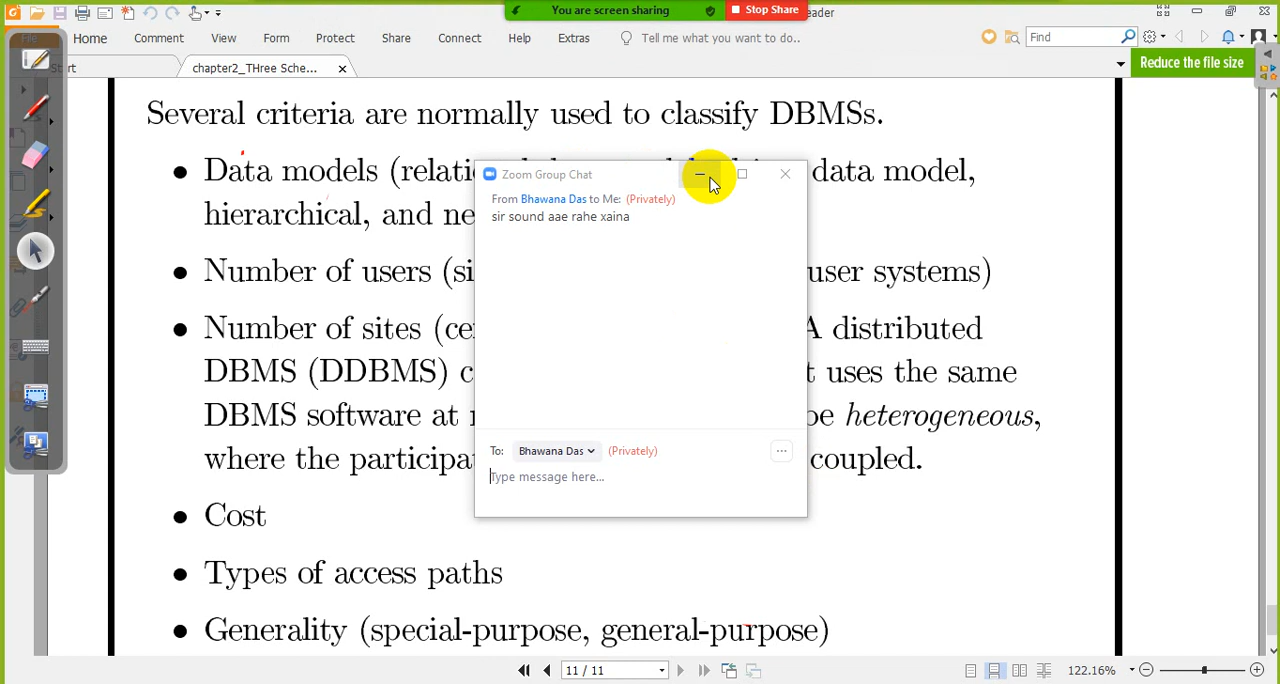 You are screen sharing
Stop Share
eader
File
Home
Comment
View
Form
Protect
Share
Connect
Help
Extras
Tell me what you want to do..
Find
tart
chapter2_THree Sche...
Reduce the file size
Several criteria are normally used to classify DBMSs.
• Data models (relati data model,
hierarchical, and ne
• Number of users (si user systems)
• Number of sites (ce A distributed
DBMS (DDBMS) c t uses the same
DBMS software at be heterogeneous,
where the participa coupled.
• Cost
• Types of access paths
• Generality (special-purpose, general-purpose)
Zoom Group Chat
From Bhawana Das to Me: (Privately)
sir sound aae rahe xaina
To: Bhawana Das (Privately)
Type message here...
11 / 11
122.16%